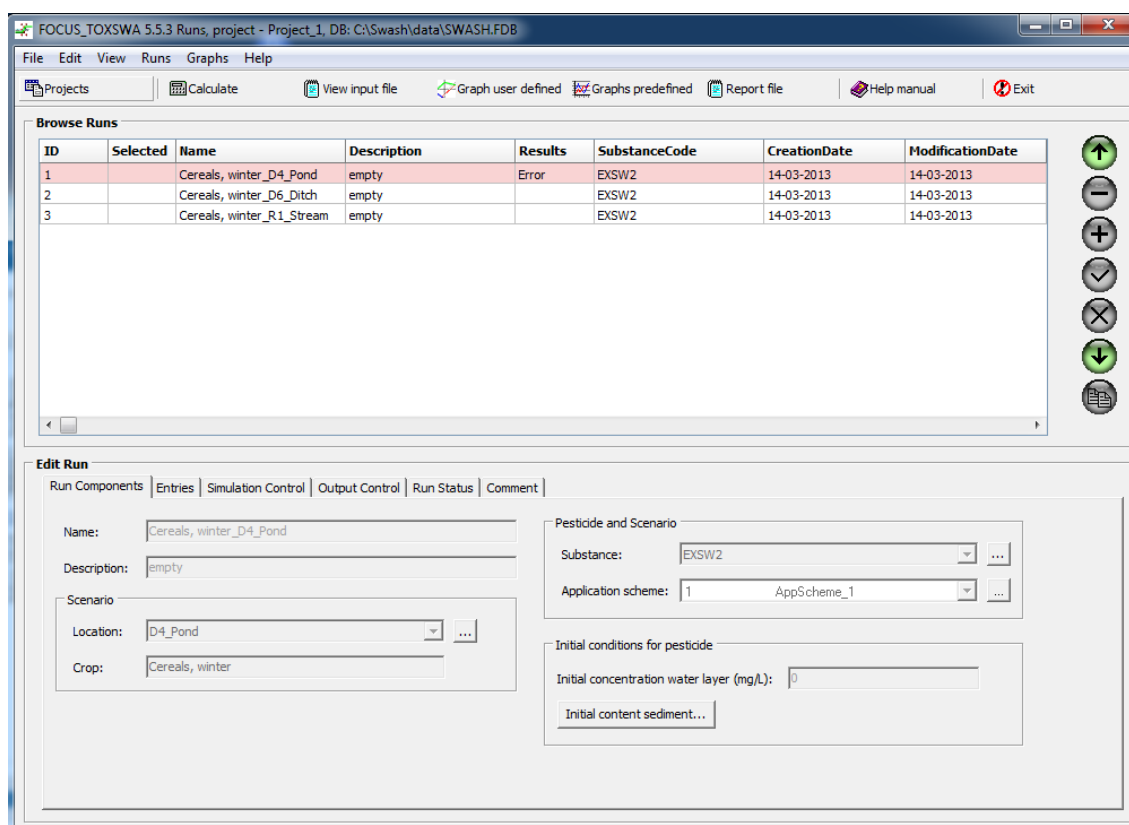 FOCUS_TOXSWA 5.5.3 Runs, project - Project_1, DB: C:\Swash\data\SWASH.FDB
File Edit View Runs Graphs Help
Projects Calculate View input file Graph user defined Graphs predefined Report file Help manual Exit
Browse Runs
ID Selected Name Description Results SubstanceCode CreationDate ModificationDate
1 Cereals, winter_D4_Pond empty Error EXSW2 14-03-2013 14-03-2013
2 Cereals, winter_D6_Ditch empty EXSW2 14-03-2013 14-03-2013
3 Cereals, winter_R1_Stream empty EXSW2 14-03-2013 14-03-2013
Edit Run
Run Components Entries Simulation Control Output Control Run Status Comment
Name: Cereals, winter_D4_Pond
Description: empty
Scenario
Location: D4_Pond ...
Crop: Cereals, winter
Pesticide and Scenario
Substance: EXSW2 ...
Application scheme: 1 AppScheme_1 ...
Initial conditions for pesticide
Initial concentration water layer (mg/L): 0
Initial content sediment...